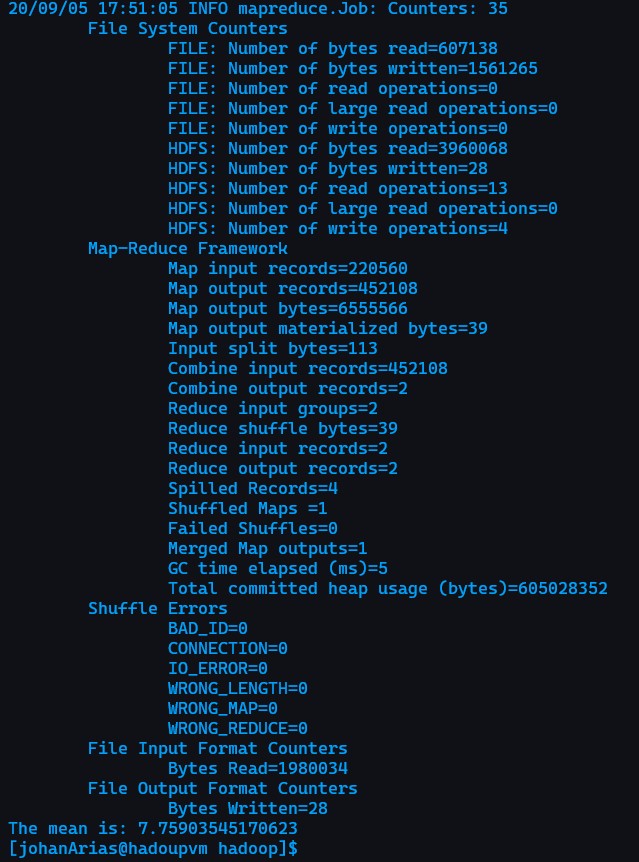 20/09/05 17:51:05 INFO mapreduce.Job: Counters: 35
File System Counters
FILE: Number of bytes read=607138
FILE: Number of bytes written=1561265
FILE: Number of read operations=0
FILE: Number of large read operations=0
FILE: Number of write operations=0
HDFS: Number of bytes read=3960068
HDFS: Number of bytes written=28
HDFS: Number of read operations=13
HDFS: Number of large read operations=0
HDFS: Number of write operations=4
Map-Reduce Framework
Map input records=220560
Map output records=452108
Map output bytes=6555566
Map output materialized bytes=39
Input split bytes=113
Combine input records=452108
Combine output records=2
Reduce input groups=2
Reduce shuffle bytes=39
Reduce input records=2
Reduce output records=2
Spilled Records=4
Shuffled Maps =1
Failed Shuffles=0
Merged Map outputs=1
GC time elapsed (ms)=5
Total committed heap usage (bytes)=605028352
Shuffle Errors
BAD_ID=0
CONNECTION=0
IO_ERROR=0
WRONG_LENGTH=0
WRONG_MAP=0
WRONG_REDUCE=0
File Input Format Counters
Bytes Read=1980034
File Output Format Counters
Bytes Written=28
The mean is: 7.75903545170623
[johanArias@hadoupvm hadoop]$